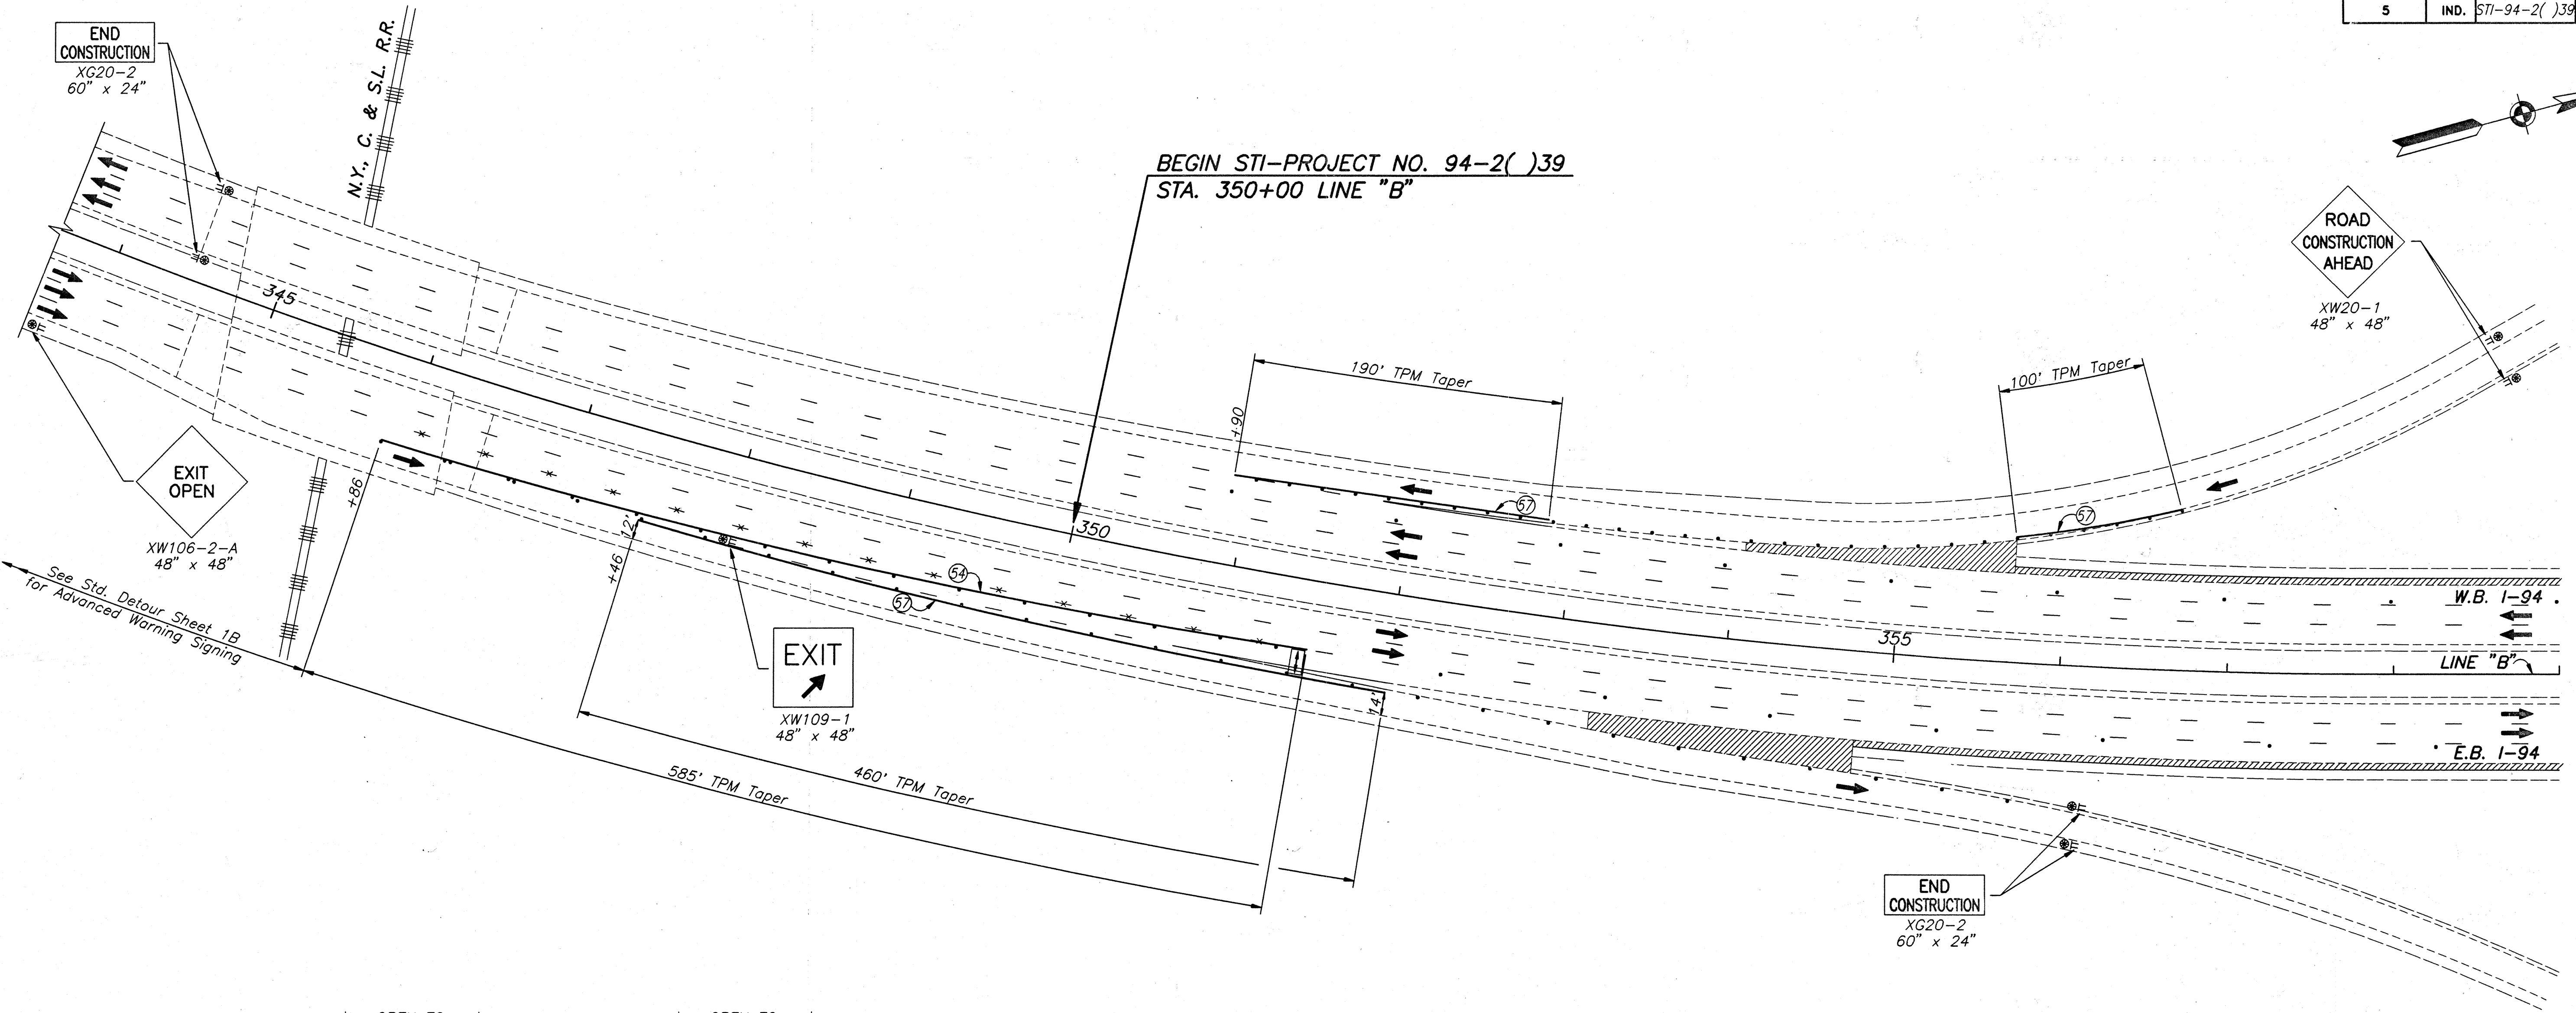 5 IND. STI-94-2( )39
END
CONSTRUCTION
XG20-2
60" x 24"
N.Y., C. & S.L. R.R.
BEGIN STI-PROJECT NO. 94-2( )39
STA. 350+00 LINE "B"
ROAD
CONSTRUCTION
AHEAD
XW20-1
48" x 48"
345
190' TPM Taper
100' TPM Taper
+90
57
57
EXIT
OPEN
XW106-2-A
48" x 48"
+86
12'
+46
350
54
57
See Std. Detour Sheet 1B
for Advanced Warning Signing
EXIT
XW109-1
48" x 48"
14'
355
W.B. I-94
LINE "B"
E.B. I-94
585' TPM Taper
460' TPM Taper
END
CONSTRUCTION
XG20-2
60" x 24"